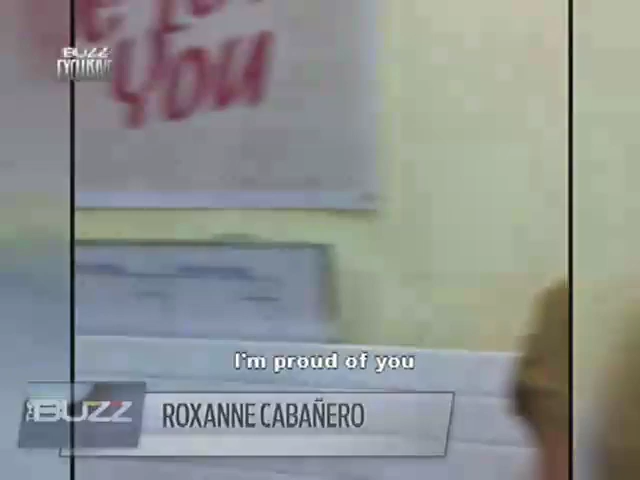 BUZZ
EXCLUSIVE
You
I'm proud of you
BUZZ
ROXANNE CABAÑERO